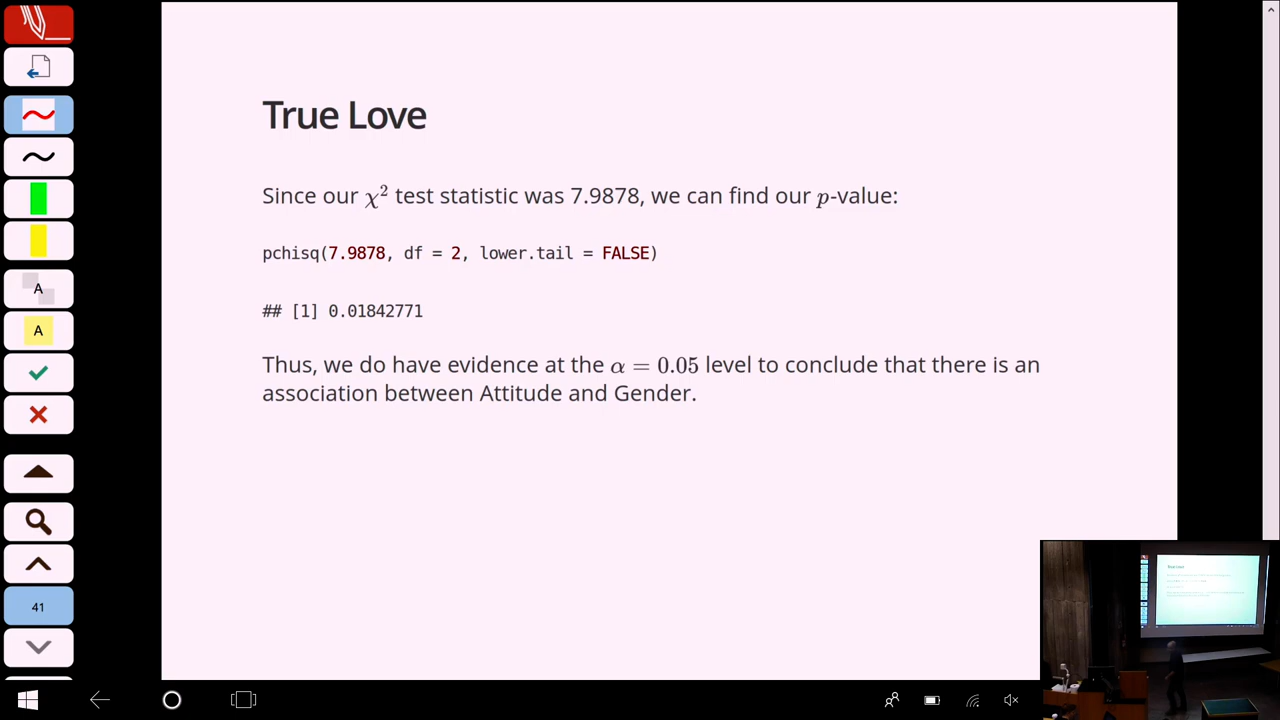 True Love
Since our χ² test statistic was 7.9878, we can find our p-value:
pchisq(7.9878, df = 2, lower.tail = FALSE)
## [1] 0.01842771
Thus, we do have evidence at the α = 0.05 level to conclude that there is an
association between Attitude and Gender.
A
A
41
True Love